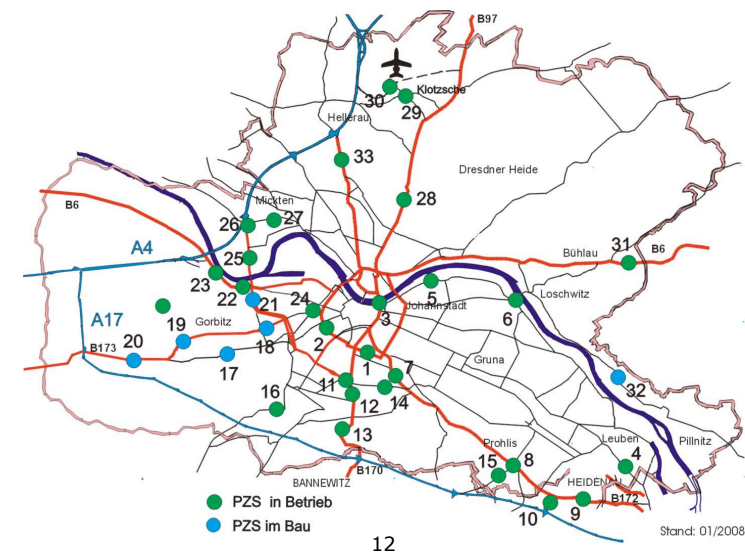 B97
30
Klotzsche
29
Hellerau
33
Dresdner Heide
B6
Mickten
28
26
27
A4
25
Bühlau
31
B6
23
22
21
24
5
Loschwitz
A17
19
Gorbitz
3
Johannstadt
6
18
2
B173
20
17
1
Gruna
11
7
32
16
12
14
13
Prohlis
Leuben
Pillnitz
15
8
4
B170
BANNEWITZ
HEIDENAU
B172
PZS in Betrieb
10
9
PZS im Bau
Stand: 01/2008
12